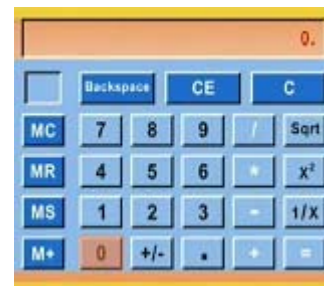 0.
Backspace CE C
MC 7 8 9 / Sqrt
MR 4 5 6 * X²
MS 1 2 3 - 1/X
M+ 0 +/- . + =